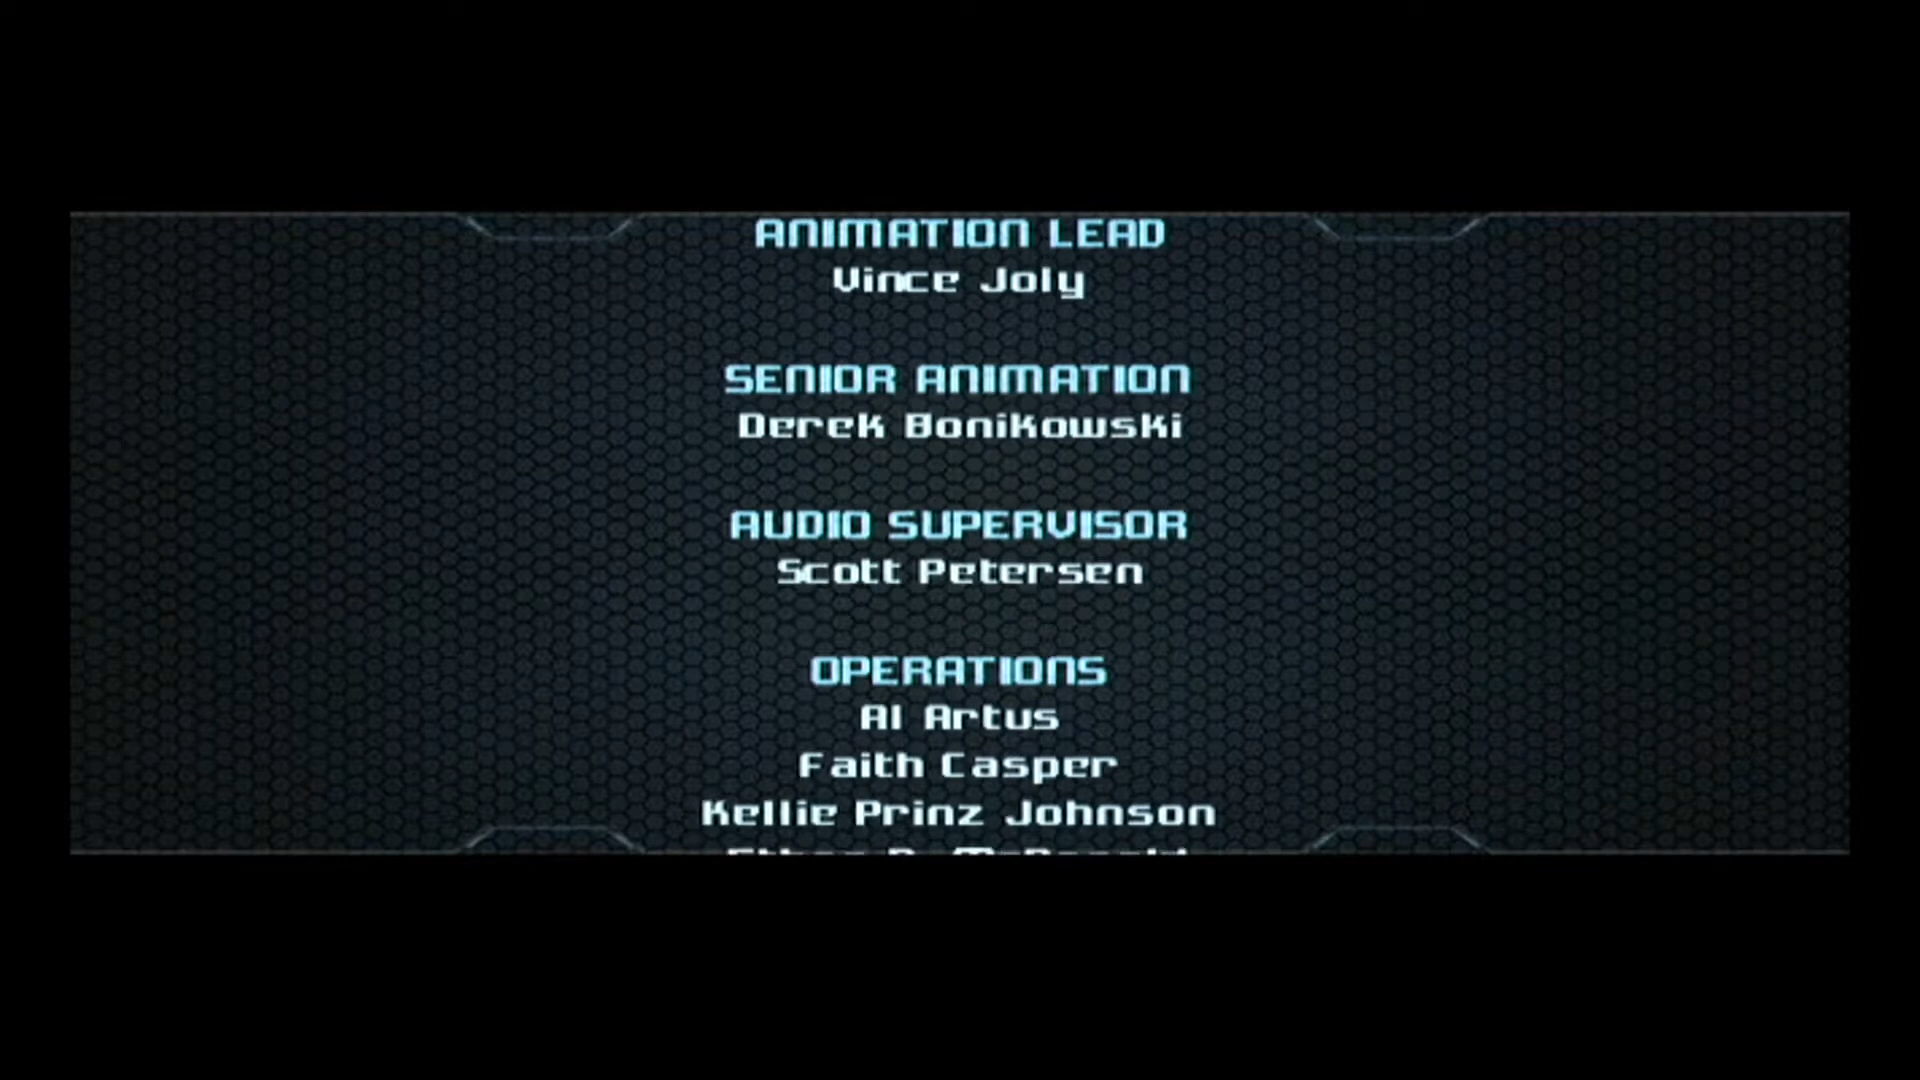 ANIMATION LEAD
Vince Joly
SENIOR ANIMATION
Derek Bonikowski
AUDIO SUPERVISOR
Scott Petersen
OPERATIONS
Al Artus
Faith Casper
Kellie Prinz Johnson